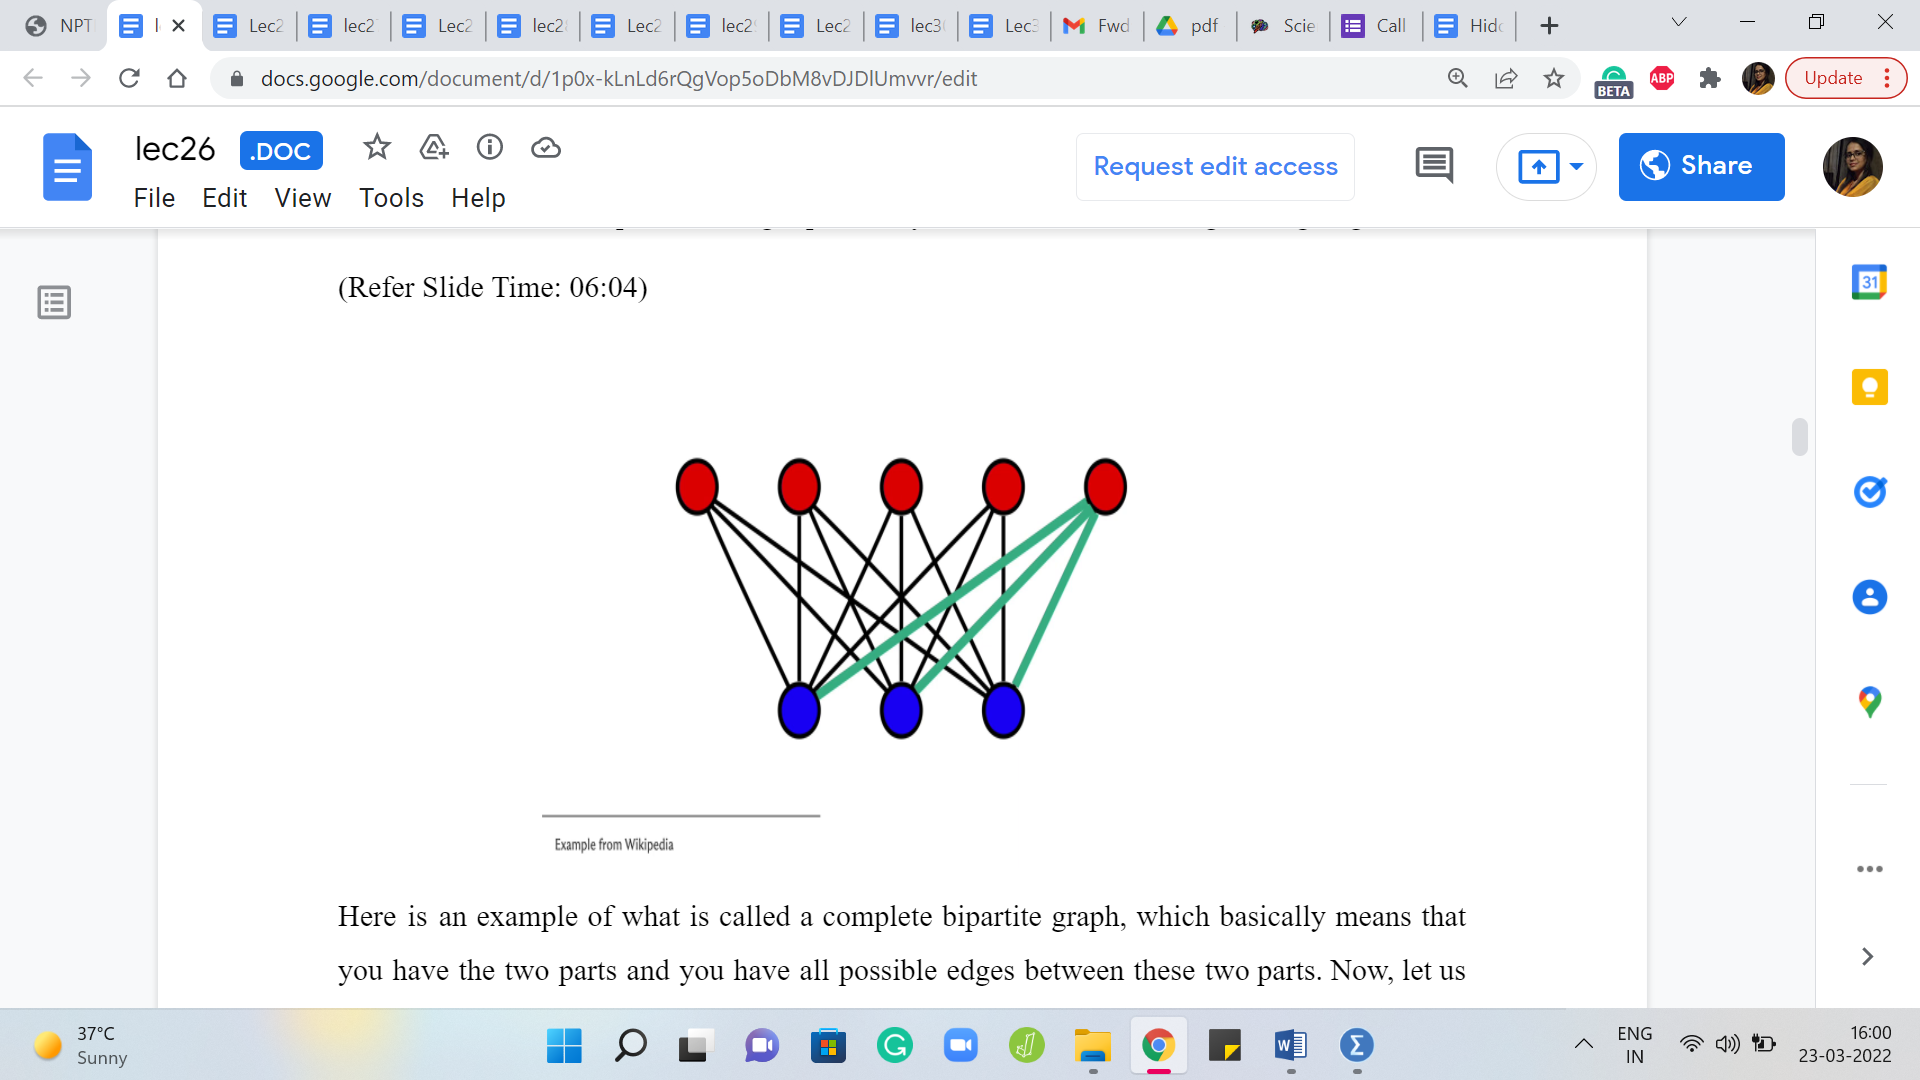 NPT
l
Lec2
lec2
Lec2
lec2
Lec2
lec2
Lec2
lec3
Lec3
Fwd
pdf
Scie
Call
Hid
docs.google.com/document/d/1p0x-kLnLd6rQgVop5oDbM8vDJDlUmvvr/edit
BETA
ABP
Update
lec26 .DOC
File Edit View Tools Help
Request edit access
Share
(Refer Slide Time: 06:04)
31
Example from Wikipedia
Here is an example of what is called a complete bipartite graph, which basically means that
you have the two parts and you have all possible edges between these two parts. Now, let us
37°C
Sunny
ENG
IN
16:00
23-03-2022